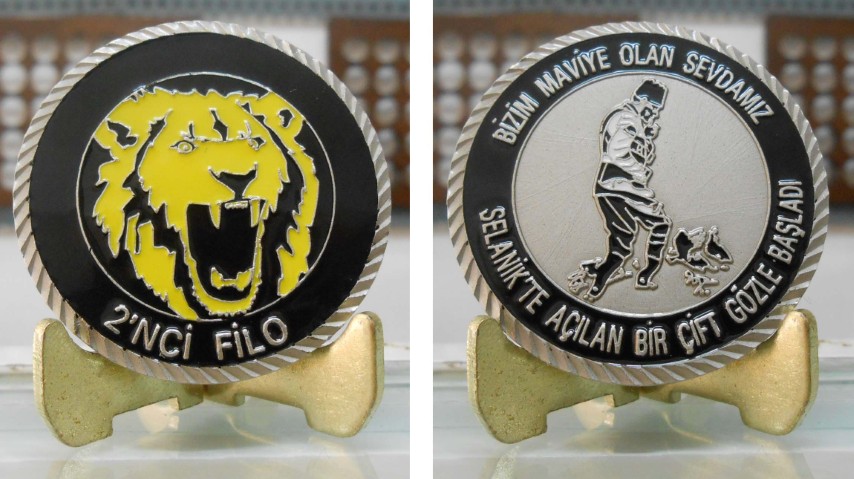 2'NCİ FİLO
BİZİM MAVİYE OLAN SEVDAMIZ
SELANİK'TE AÇILAN BİR ÇİFT GÖZLE BAŞLADI